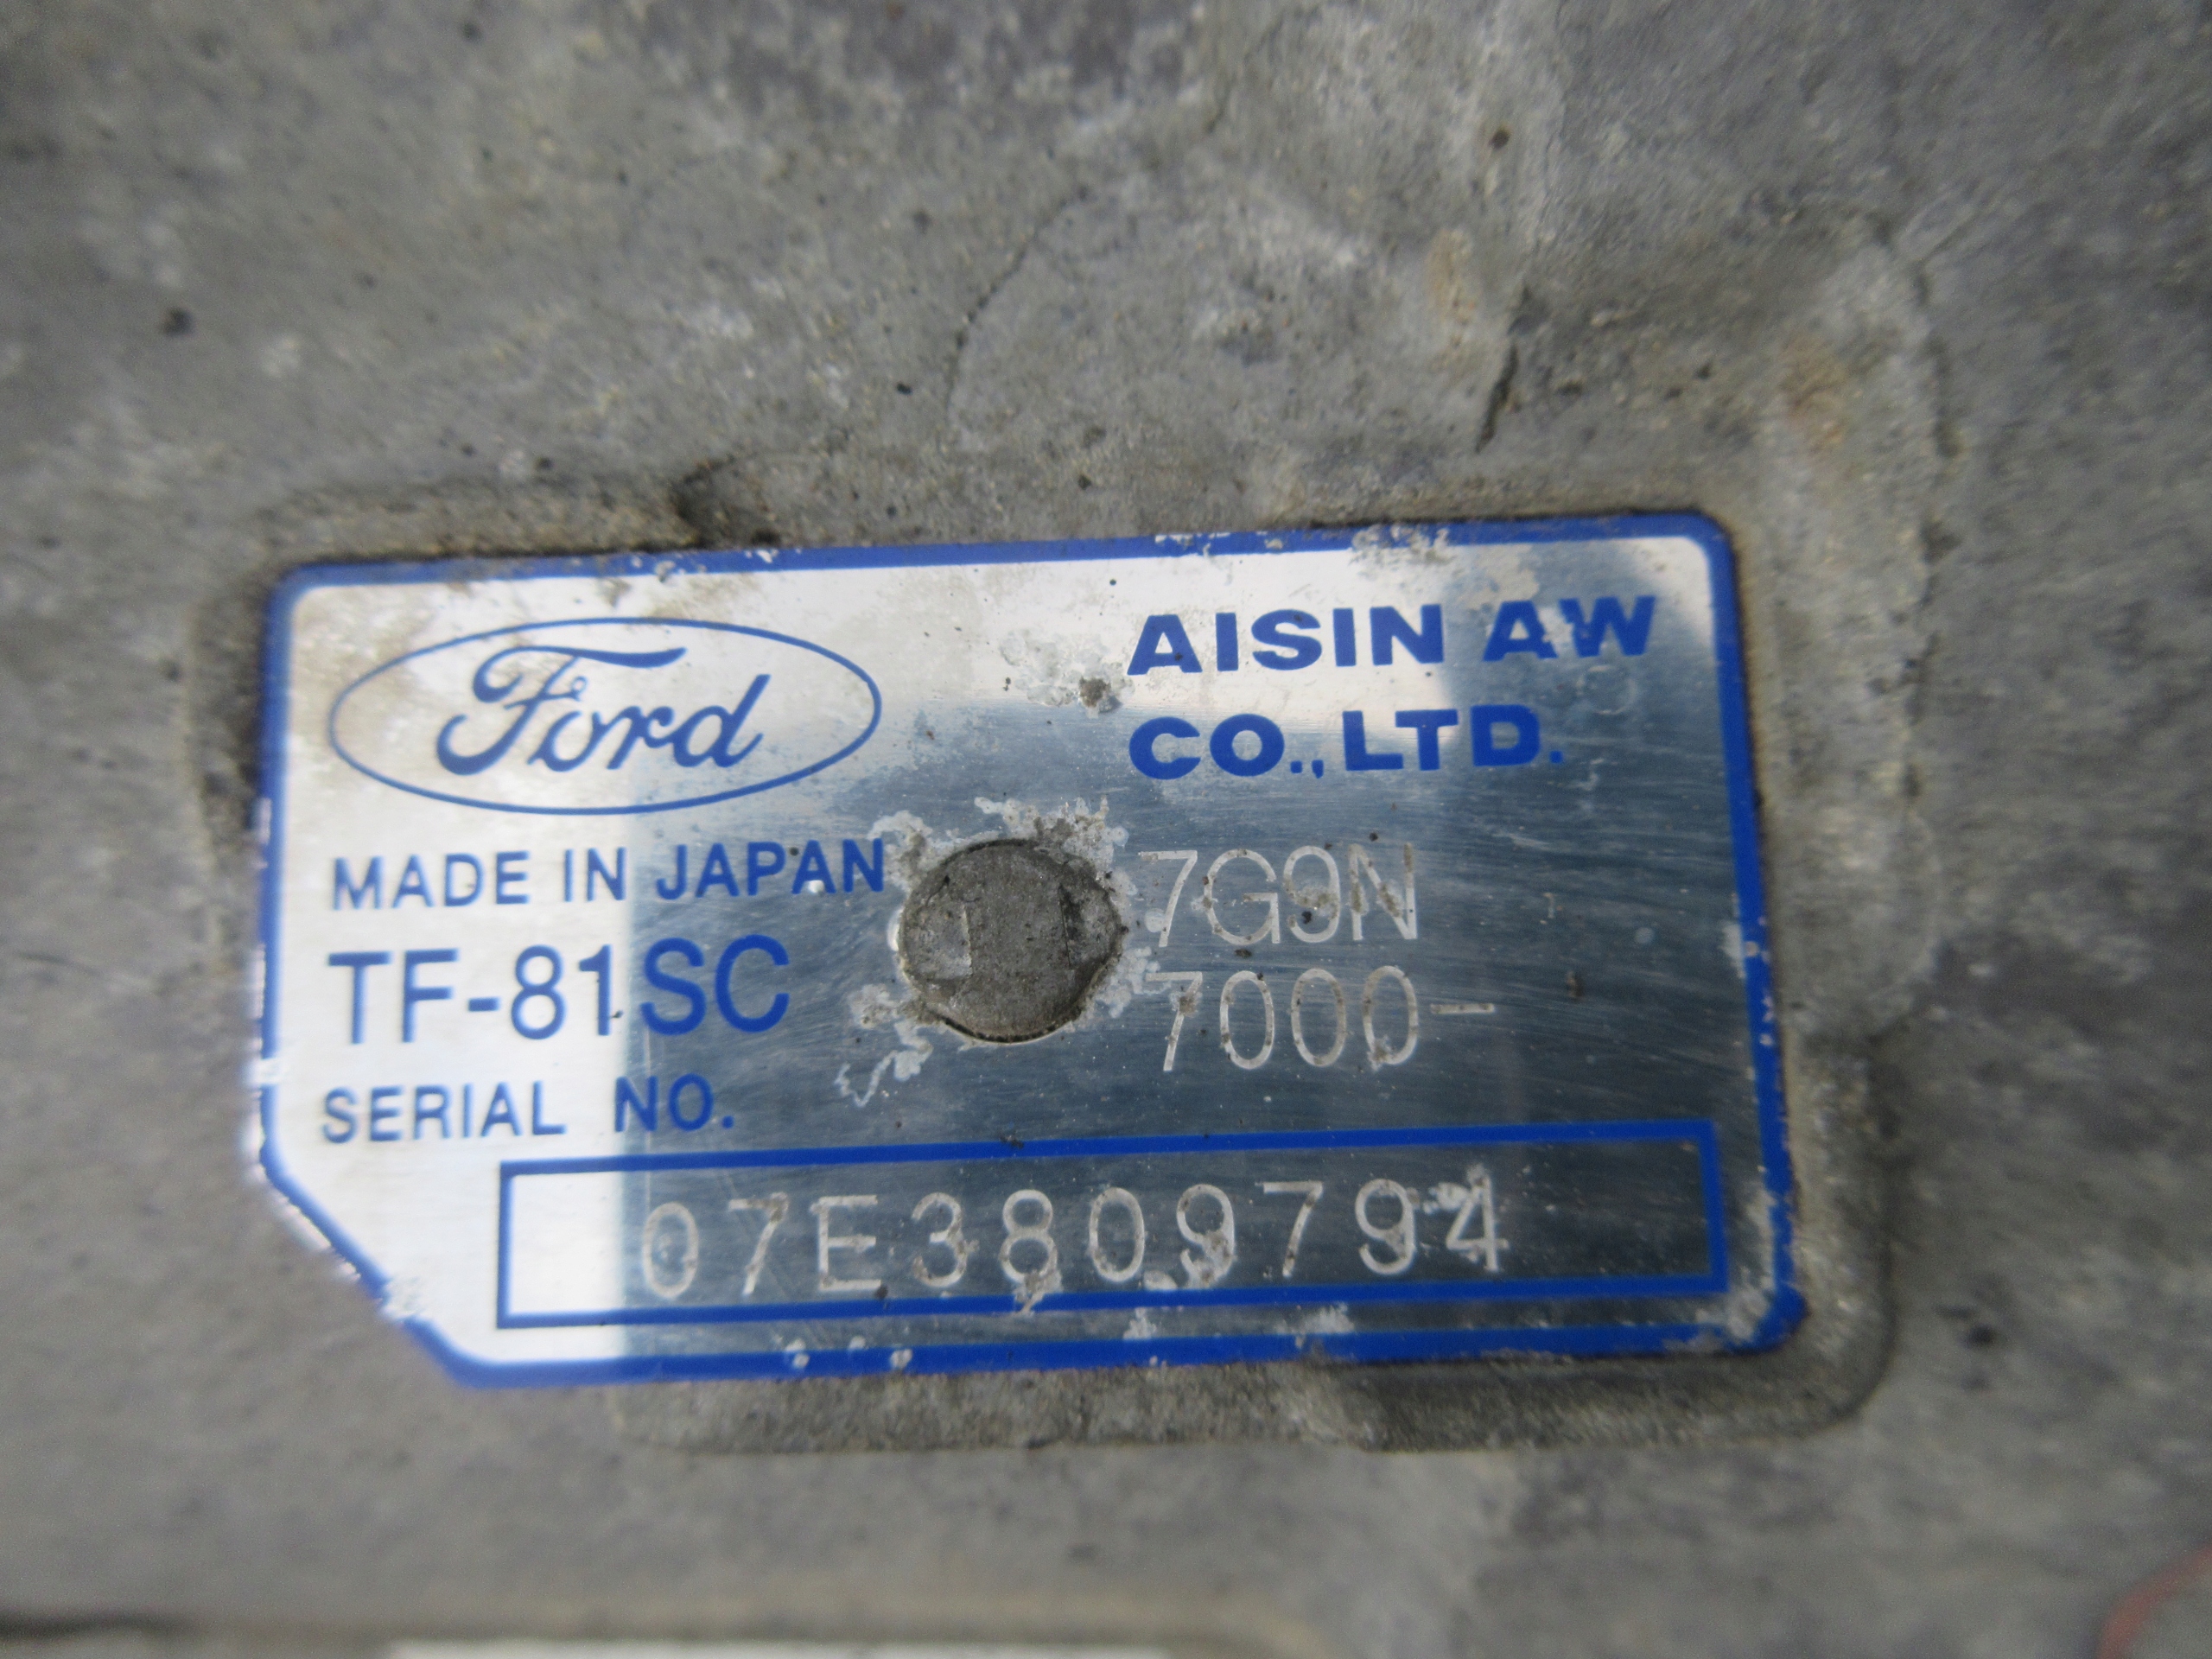 Ford
AISIN AW
CO.,LTD.
MADE IN JAPAN
7G9N
TF-81SC
7000-
SERIAL NO.
07E3809794